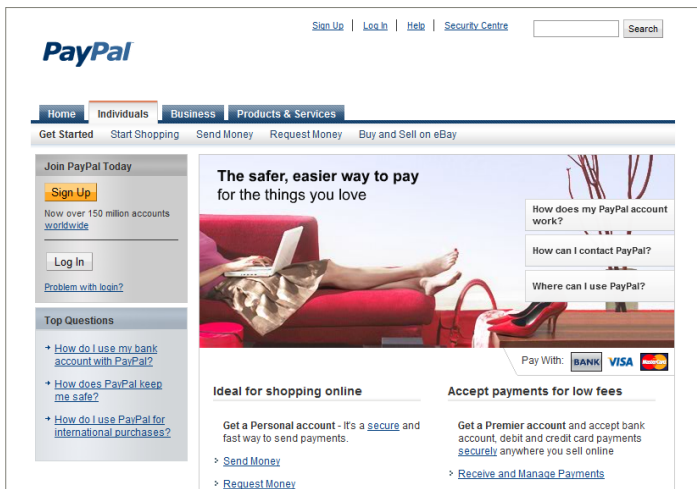 Sign Up | Log In | Help | Security Centre
Search
PayPal
Home Individuals Business Products & Services
Get Started Start Shopping Send Money Request Money Buy and Sell on eBay
Join PayPal Today
Sign Up
Now over 150 million accounts
worldwide
Log In
Problem with login?
Top Questions
How do I use my bank
account with PayPal?
How does PayPal keep
me safe?
How do I use PayPal for
international purchases?
The safer, easier way to pay
for the things you love
How does my PayPal account
work?
How can I contact PayPal?
Where can I use PayPal?
Pay With: BANK VISA MasterCard
Ideal for shopping online
Get a Personal account - It's a secure and
fast way to send payments.
Send Money
Request Money
Accept payments for low fees
Get a Premier account and accept bank
account, debit and credit card payments
securely anywhere you sell online
Receive and Manage Payments